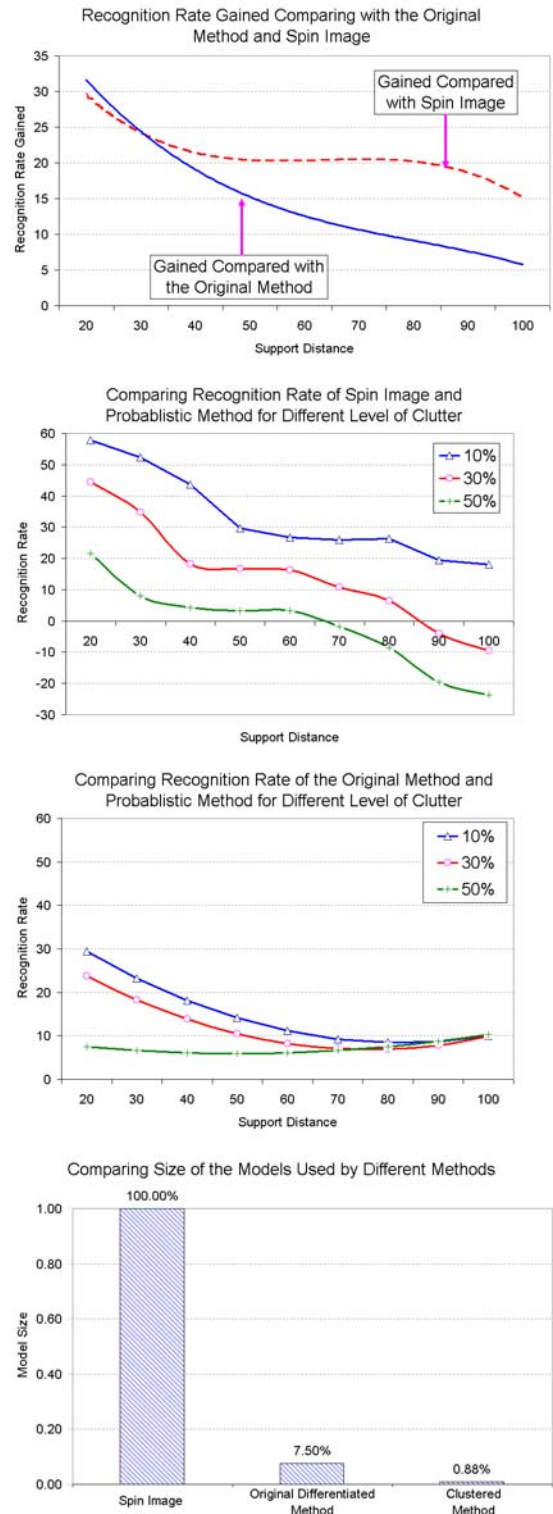 Recognition Rate Gained Comparing with the Original
Method and Spin Image
35
30
25
20
15
10
5
0
Recognition Rate Gained
Gained Compared
with Spin Image
Gained Compared with
the Original Method
20 30 40 50 60 70 80 90 100
Support Distance
Comparing Recognition Rate of Spin Image and
Probablistic Method for Different Level of Clutter
60
50
40
30
20
10
0
-10
-20
-30
Recognition Rate
10%
30%
50%
20 30 40 50 60 70 80 90 100
Support Distance
Comparing Recognition Rate of the Original Method and
Probablistic Method for Different Level of Clutter
60
50
40
30
20
10
0
Recognition Rate
10%
30%
50%
20 30 40 50 60 70 80 90 100
Support Distance
Comparing Size of the Models Used by Different Methods
1.00
0.80
0.60
0.40
0.20
0.00
Model Size
100.00%
7.50%
0.88%
Spin Image Original Differentiated Clustered
Method Method